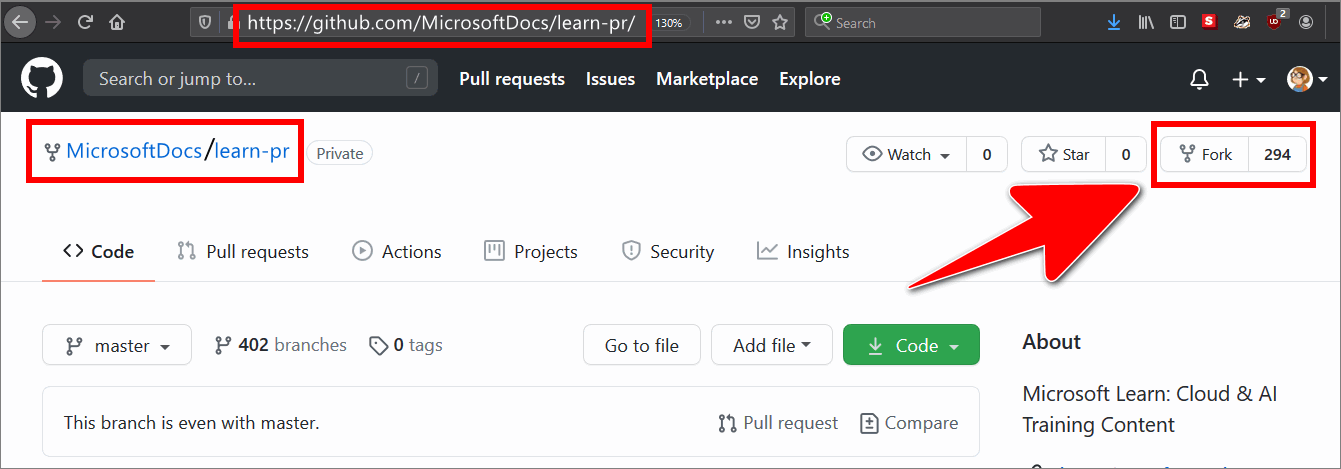 https://github.com/MicrosoftDocs/learn-pr/ 130% ··· Search 2
Search or jump to... / Pull requests Issues Marketplace Explore
MicrosoftDocs/learn-pr Private Watch 0 Star 0 Fork 294
Code Pull requests Actions Projects Security Insights
master 402 branches 0 tags Go to file Add file Code About
This branch is even with master. Pull request Compare Microsoft Learn: Cloud & AI
Training Content